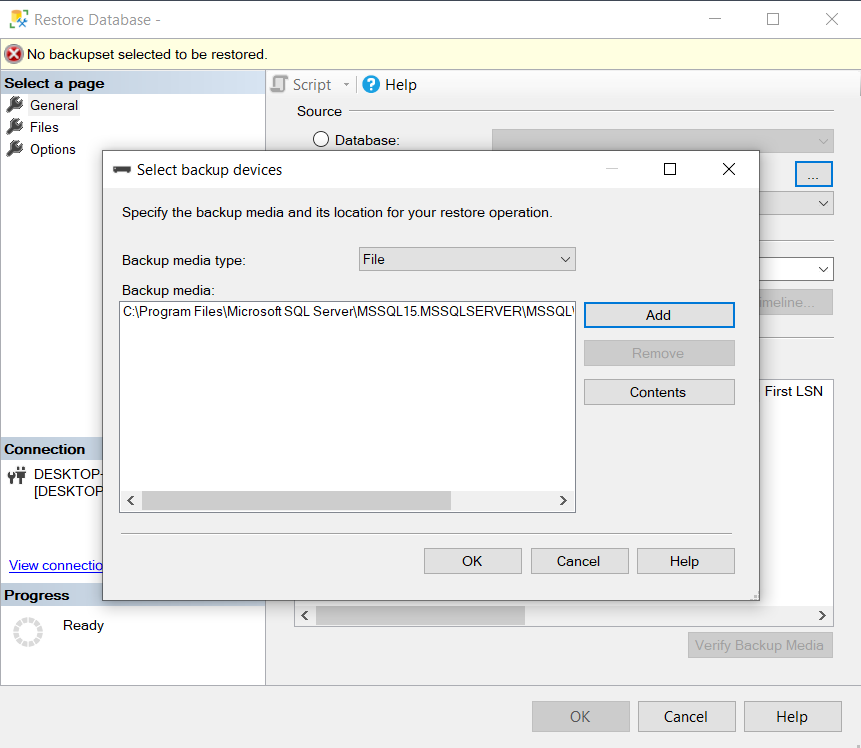 Restore Database -
No backupset selected to be restored.
Select a page
General
Files
Options
Script
Help
Source
Database:
...
Select backup devices
Specify the backup media and its location for your restore operation.
Backup media type:
File
Backup media:
C:\Program Files\Microsoft SQL Server\MSSQL15.MSSQLSERVER\MSSQL\
Add
Remove
Contents
OK
Cancel
Help
imeline...
First LSN
Connection
DESKTOP-
[DESKTOP
View connectio
Progress
Ready
Verify Backup Media
OK
Cancel
Help